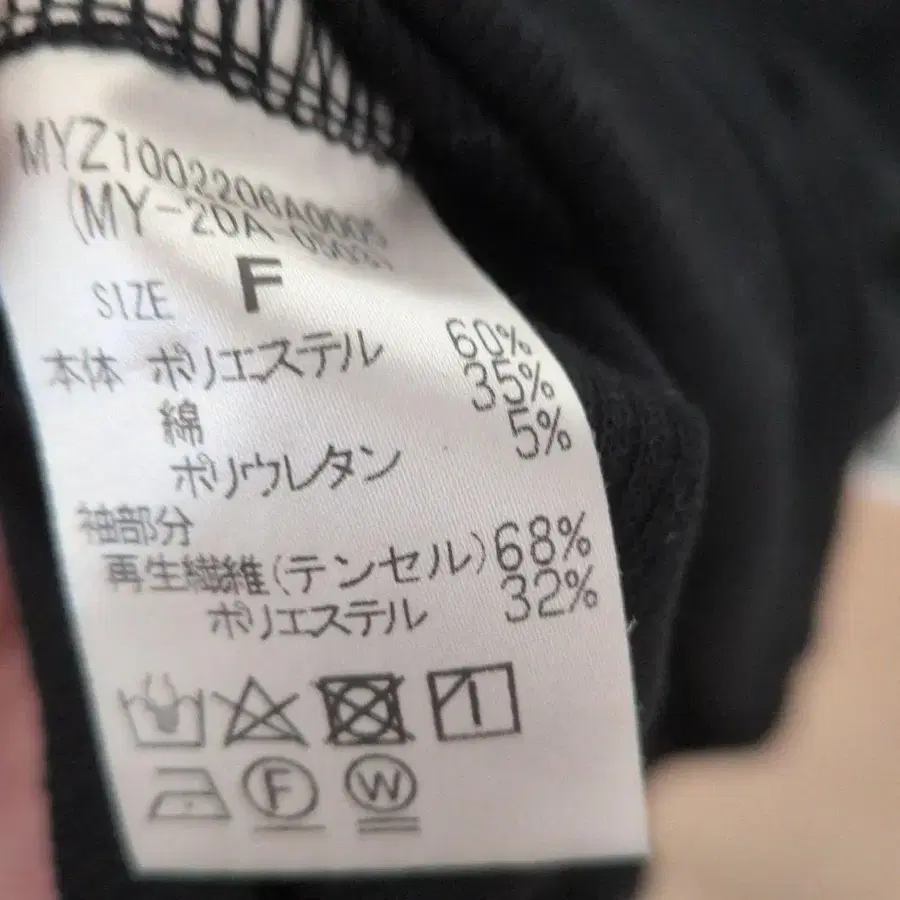 MYZ1002206A0005
(MY-20A
SIZE F
本体 ポリエステル 60%
綿 35%
ポリウレタン 5%
袖部分
再生繊維(テンセル) 68%
ポリエステル 32%
F W